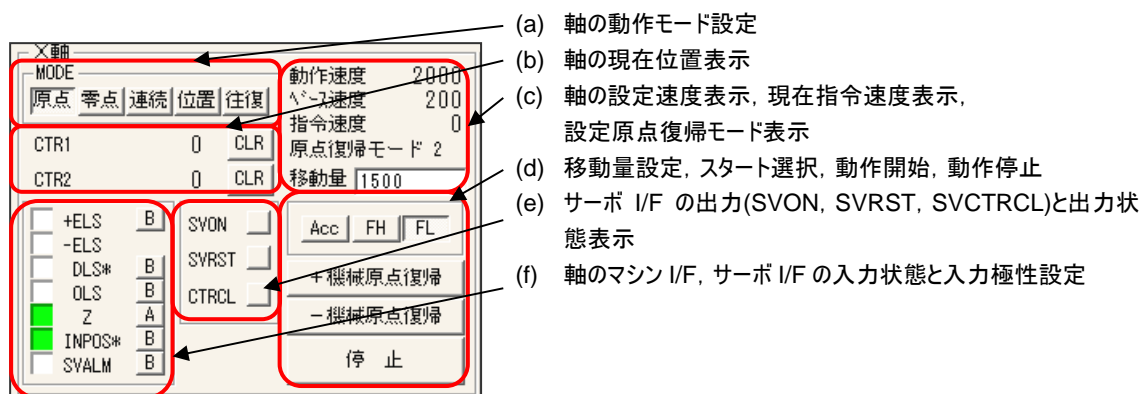 (a) 軸の動作モード設定
(b) 軸の現在位置表示
(c) 軸の設定速度表示, 現在指令速度表示,
設定原点復帰モード表示
(d) 移動量設定, スタート選択, 動作開始, 動作停止
(e) サーボ I/F の出力(SVON, SVRST, SVCTRCL)と出力状
態表示
(f) 軸のマシン I/F, サーボ I/F の入力状態と入力極性設定
X軸
MODE
原点 零点 連続 位置 往復
CTR1 0 CLR
CTR2 0 CLR
動作速度 2000
ベース速度 200
指令速度 0
原点復帰モード 2
移動量 1500
+ELS B
-ELS
DLS* B
OLS B
Z A
INPOS* B
SVALM B
SVON
SVRST
CTRCL
Acc FH FL
+機械原点復帰
-機械原点復帰
停 止